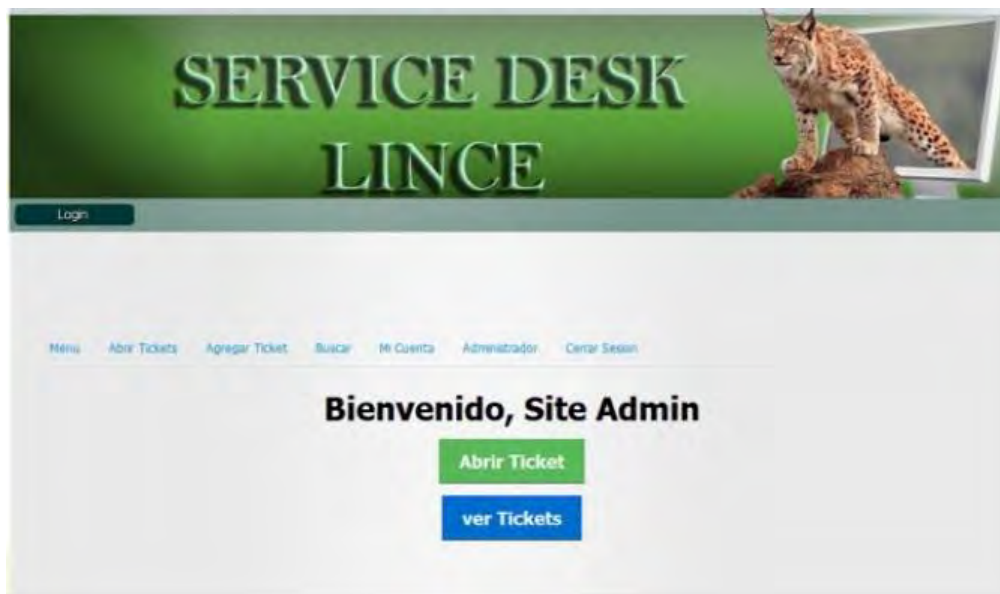 SERVICE DESK
LINCE
Login
Menu Abrir Tickets Agregar Ticket Buscar Mi Cuenta Administrador Cerrar Sesion
Bienvenido, Site Admin
Abrir Ticket
ver Tickets